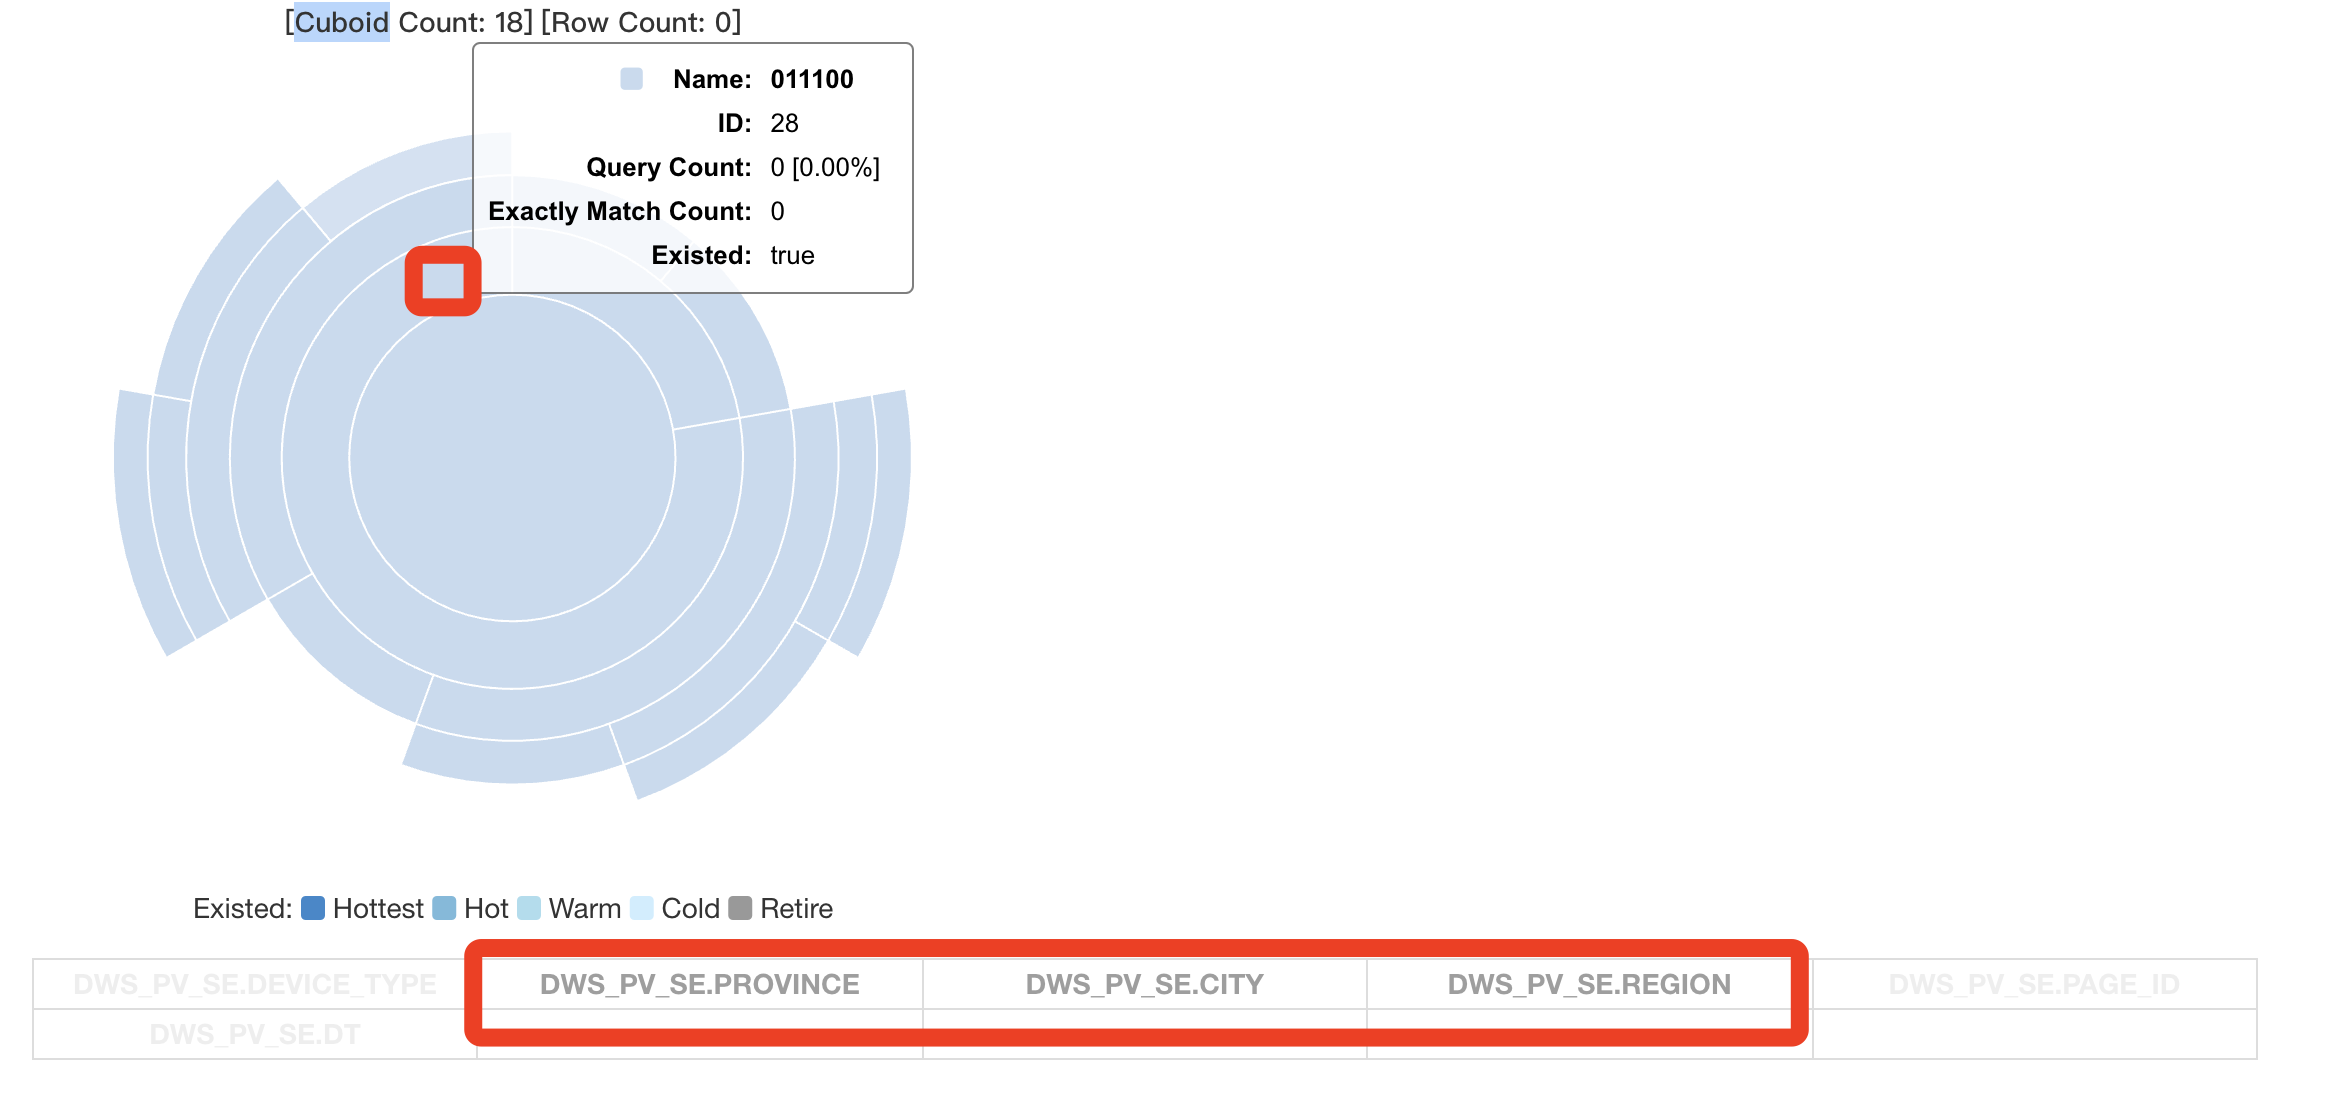 [Cuboid Count: 18] [Row Count: 0]
Name: 011100
ID: 28
Query Count: 0 [0.00%]
Exactly Match Count: 0
Existed: true
Existed: Hottest Hot Warm Cold Retire
DWS_PV_SE.DEVICE_TYPE DWS_PV_SE.PROVINCE DWS_PV_SE.CITY DWS_PV_SE.REGION DWS_PV_SE.PAGE_ID
DWS_PV_SE.DT